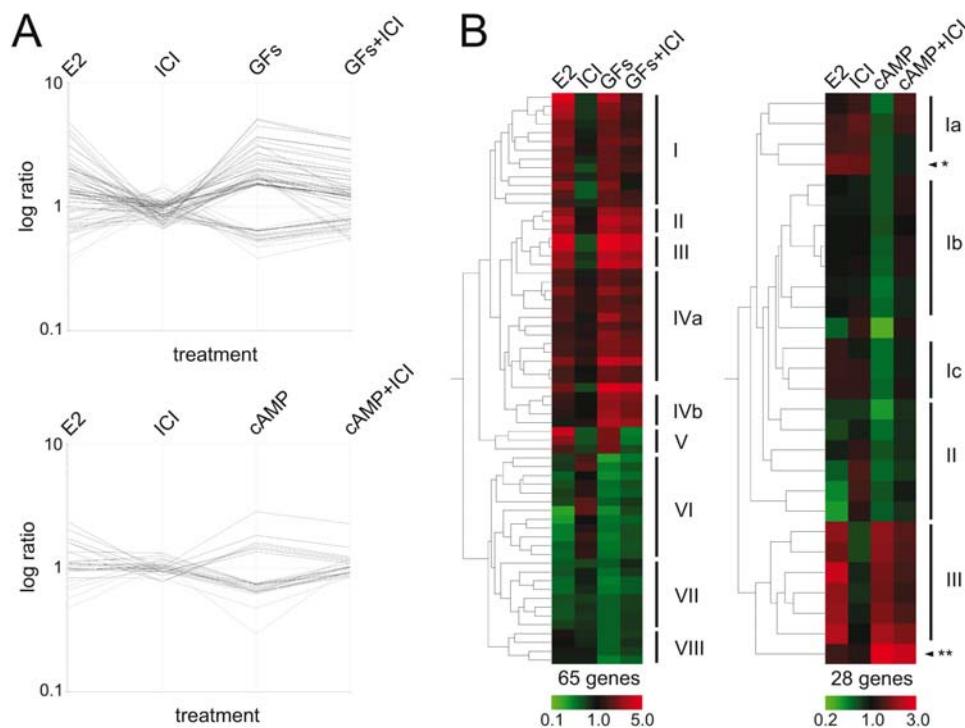 A
E2 ICI GFs GFs+ICI
10
1
0.1
log ratio
treatment
E2 ICI cAMP cAMP+ICI
10
1
0.1
log ratio
treatment
B
E2 ICI GFs GFs+ICI
I
II
III
IVa
IVb
V
VI
VII
VIII
65 genes
0.1 1.0 5.0
E2 ICI cAMP cAMP+ICI
Ia
*
Ib
Ic
II
III
**
28 genes
0.2 1.0 3.0